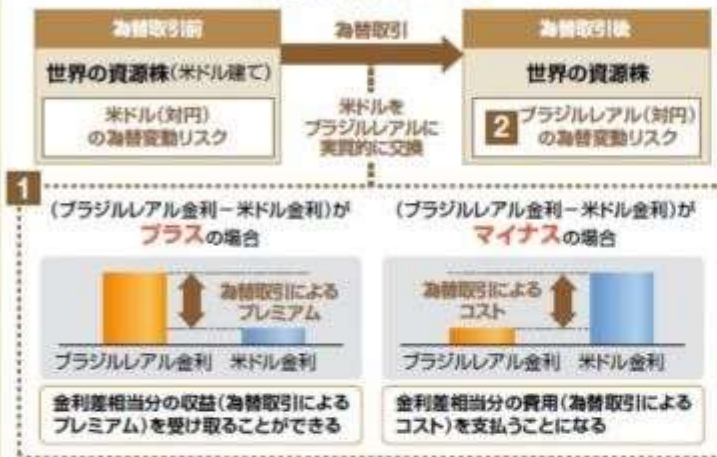 為替取引前
世界の資源株(米ドル建て)
米ドル(対円)
の為替変動リスク
為替取引
米ドルを
ブラジルレアルに
実質的に交換
為替取引後
世界の資源株
2 ブラジルレアル(対円)
の為替変動リスク
1
(ブラジルレアル金利－米ドル金利)が
プラスの場合
為替取引による
プレミアム
ブラジルレアル金利 米ドル金利
金利差相当分の収益(為替取引による
プレミアム)を受け取ることができる
(ブラジルレアル金利－米ドル金利)が
マイナスの場合
為替取引による
コスト
ブラジルレアル金利 米ドル金利
金利差相当分の費用(為替取引による
コスト)を支払うことになる